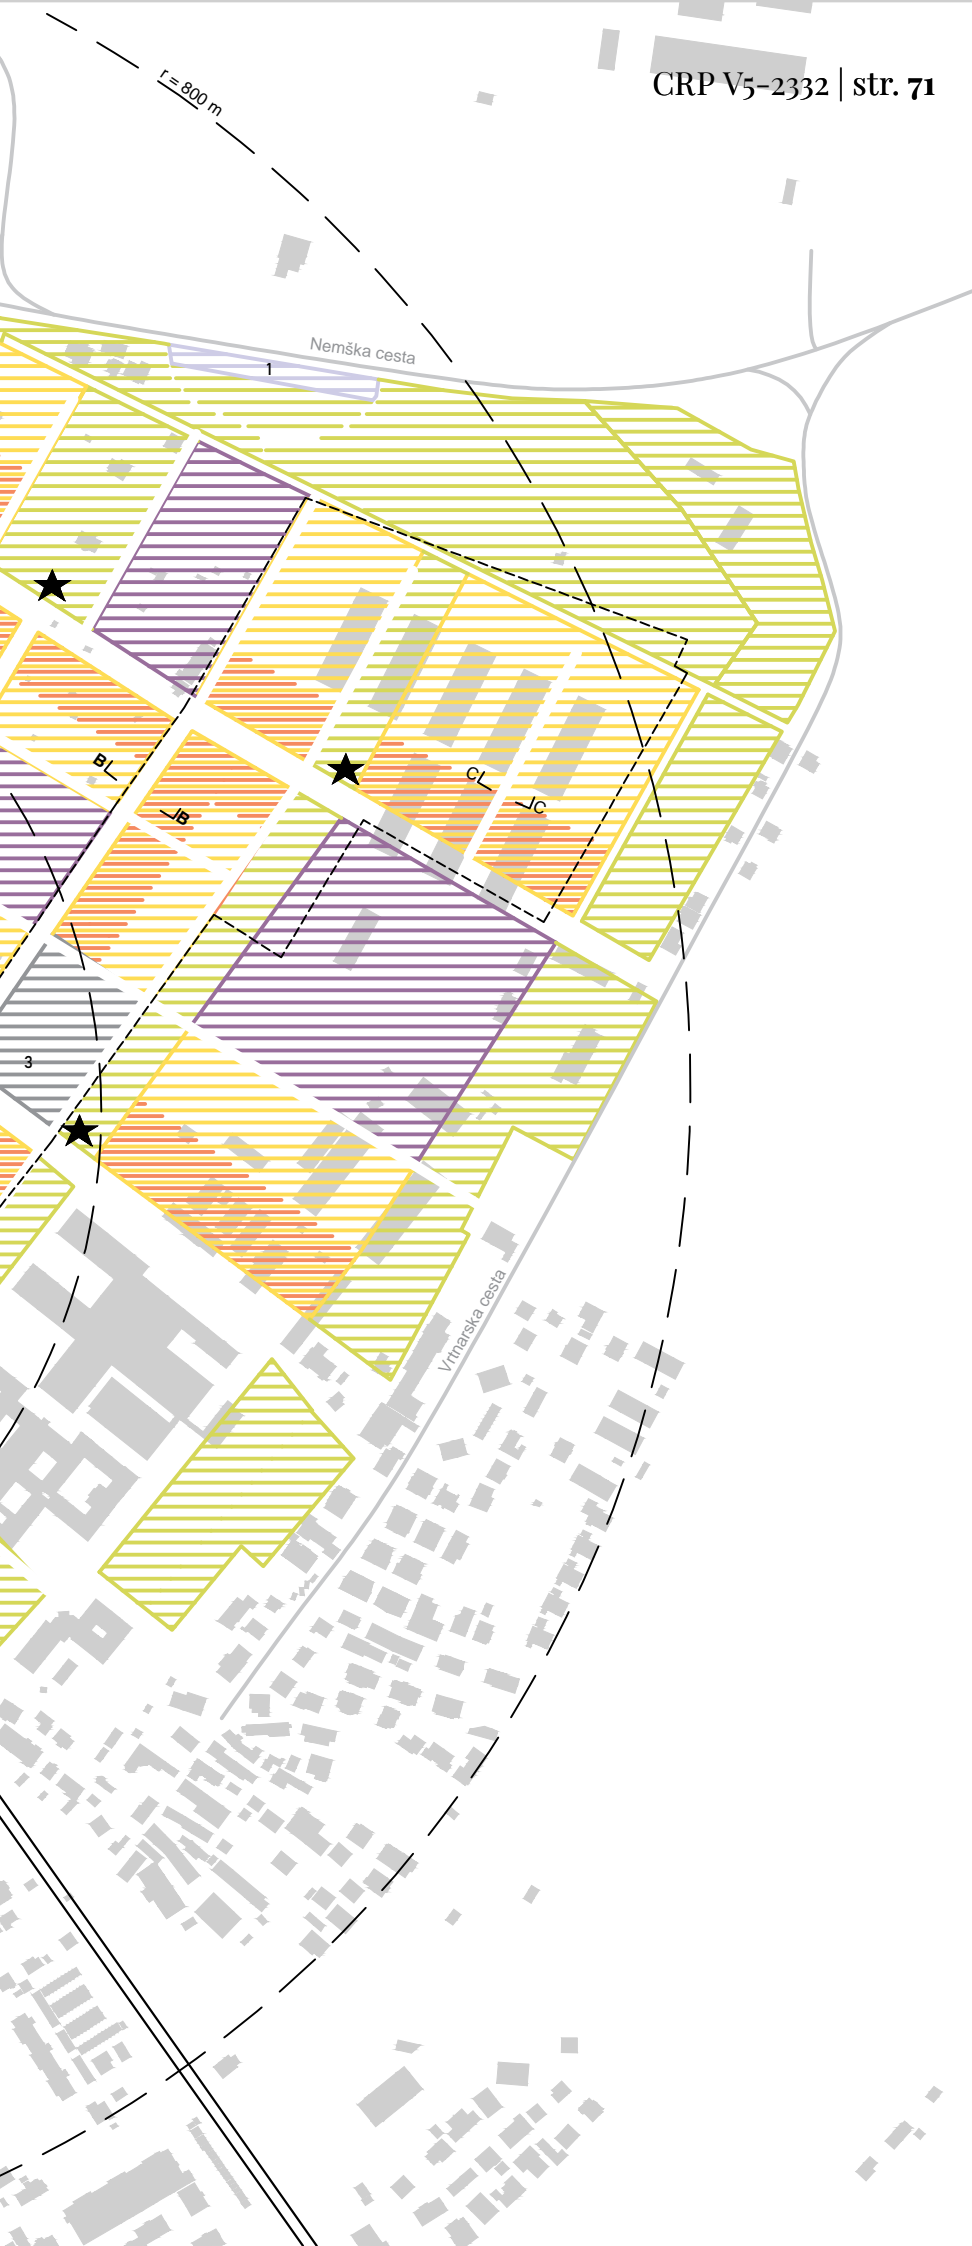 CRP V5-2332 | str. 71
r = 800 m
Nemška cesta
1
B
B
C
C
3
Vrtnarska cesta